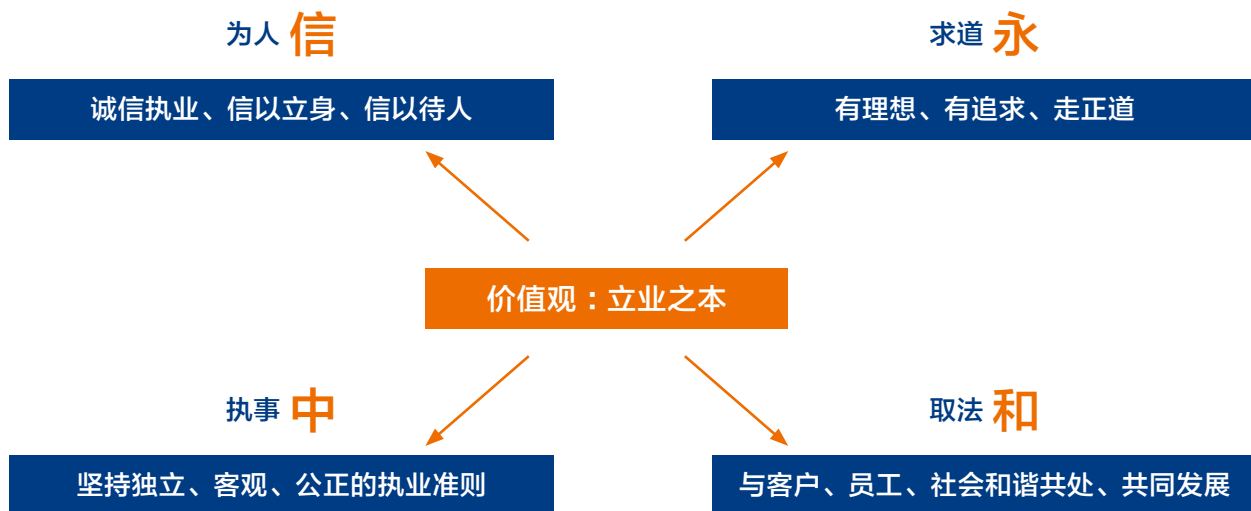 为人 信
诚信执业、信以立身、信以待人
求道 永
有理想、有追求、走正道
价值观：立业之本
执事 中
坚持独立、客观、公正的执业准则
取法 和
与客户、员工、社会和谐共处、共同发展